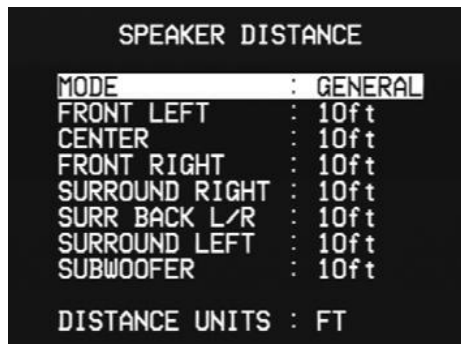 SPEAKER DISTANCE
MODE : GENERAL
FRONT LEFT : 10ft
CENTER : 10ft
FRONT RIGHT : 10ft
SURROUND RIGHT : 10ft
SURR BACK L/R : 10ft
SURROUND LEFT : 10ft
SUBWOOFER : 10ft
DISTANCE UNITS : FT